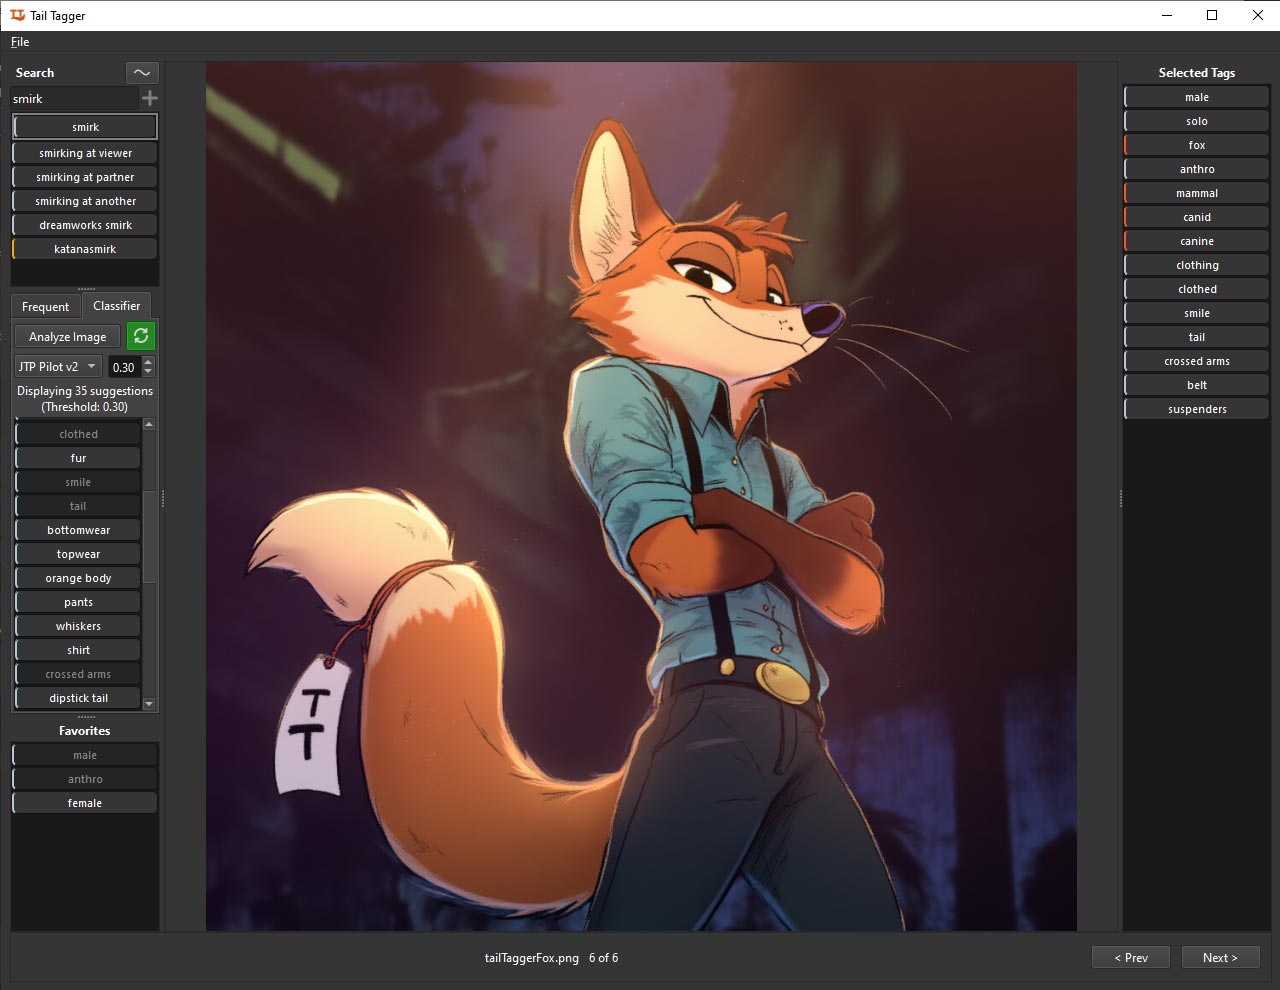 Tail Tagger
File
Search
smirk
smirk
smirking at viewer
smirking at partner
smirking at another
dreamworks smirk
katanasmirk
Frequent
Classifier
Analyze Image
JTP Pilot v2
0.30
Displaying 35 suggestions
(Threshold: 0.30)
clothed
fur
smile
tail
bottomwear
topwear
orange body
pants
whiskers
shirt
crossed arms
dipstick tail
Favorites
male
anthro
female
T
T
tailTaggerFox.png 6 of 6
< Prev
Next >
Selected Tags
male
solo
fox
anthro
mammal
canid
canine
clothing
clothed
smile
tail
crossed arms
belt
suspenders